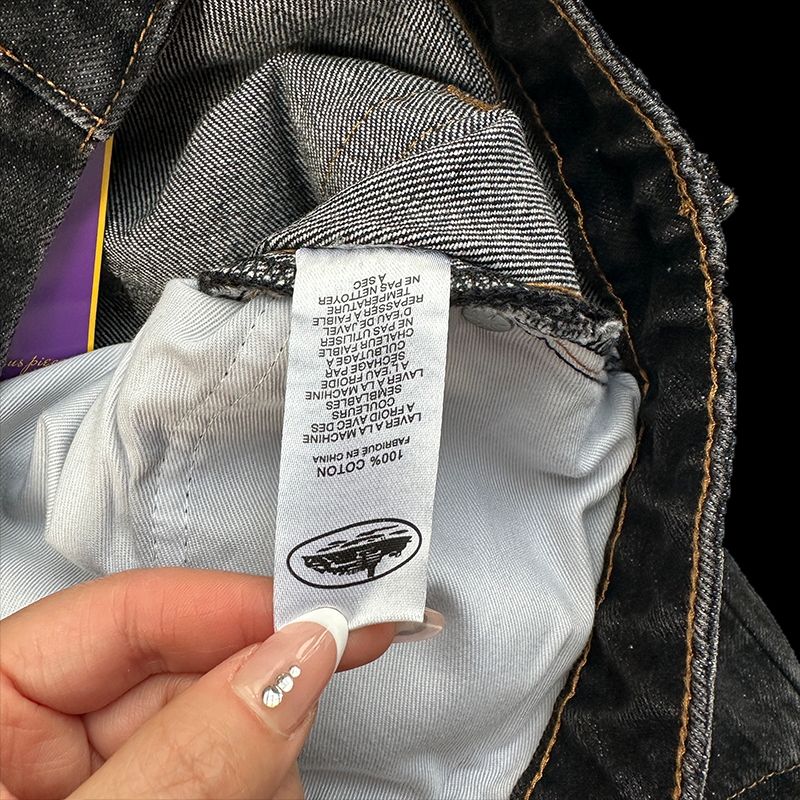 100% COTON
FABRIQUÉ EN CHINA
LAVER A LA MACHINE
A FROID AVEC DES
COULEURS
SEMBLABLES
LAVER A LA MACHINE
A L'EAU FROIDE
SECHAGE PAR
CULBUTAGE A
CHALEUR FAIBLE
NE PAS UTILISER
D'EAU DE JAVEL
REPASSER A FAIBLE
TEMPERATURE
NE PAS NETTOYER
À SEC